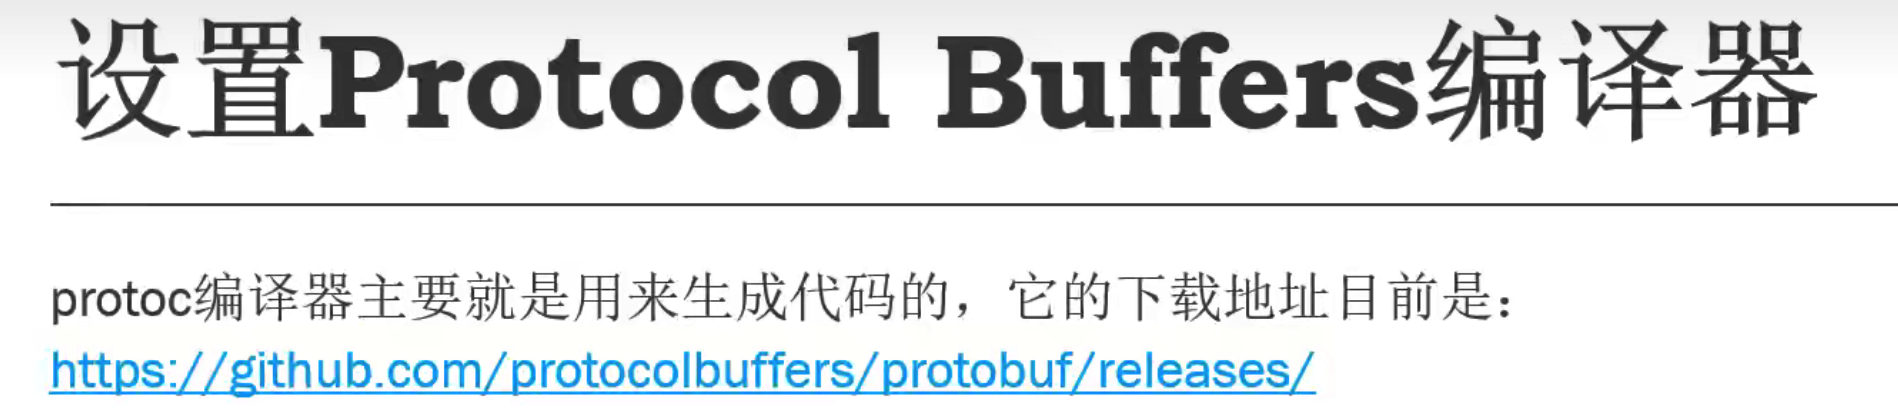 设置Protocol Buffers编译器
protoc编译器主要就是用来生成代码的，它的下载地址目前是：
https://github.com/protocolbuffers/protobuf/releases/